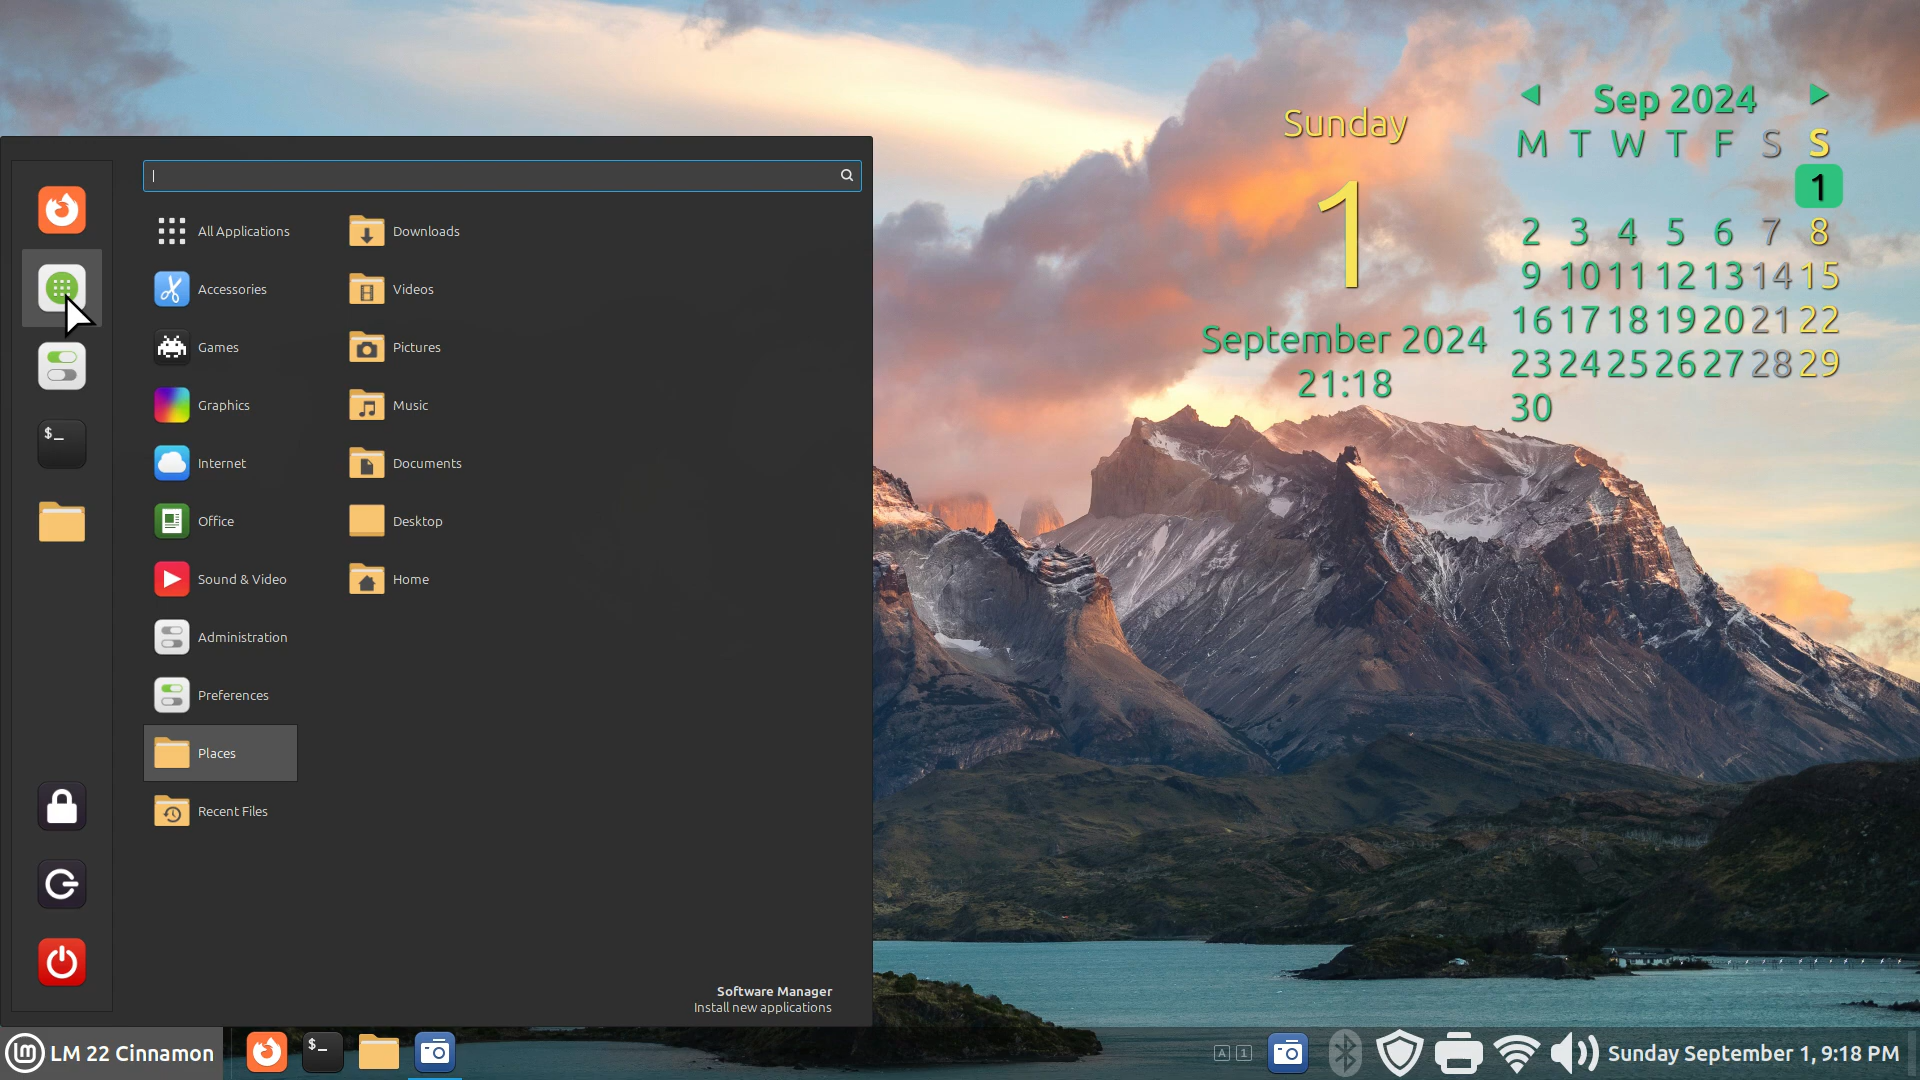 All Applications
Accessories
Games
Graphics
Internet
Office
Sound & Video
Administration
Preferences
Places
Recent Files
Downloads
Videos
Pictures
Music
Documents
Desktop
Home
$_
Software Manager
Install new applications
Sunday
1
September 2024
21:18
Sep 2024
M T W T F S S
1
2 3 4 5 6 7 8
9 10 11 12 13 14 15
16 17 18 19 20 21 22
23 24 25 26 27 28 29
30
LM 22 Cinnamon
$_
A 1
Sunday September 1, 9:18 PM